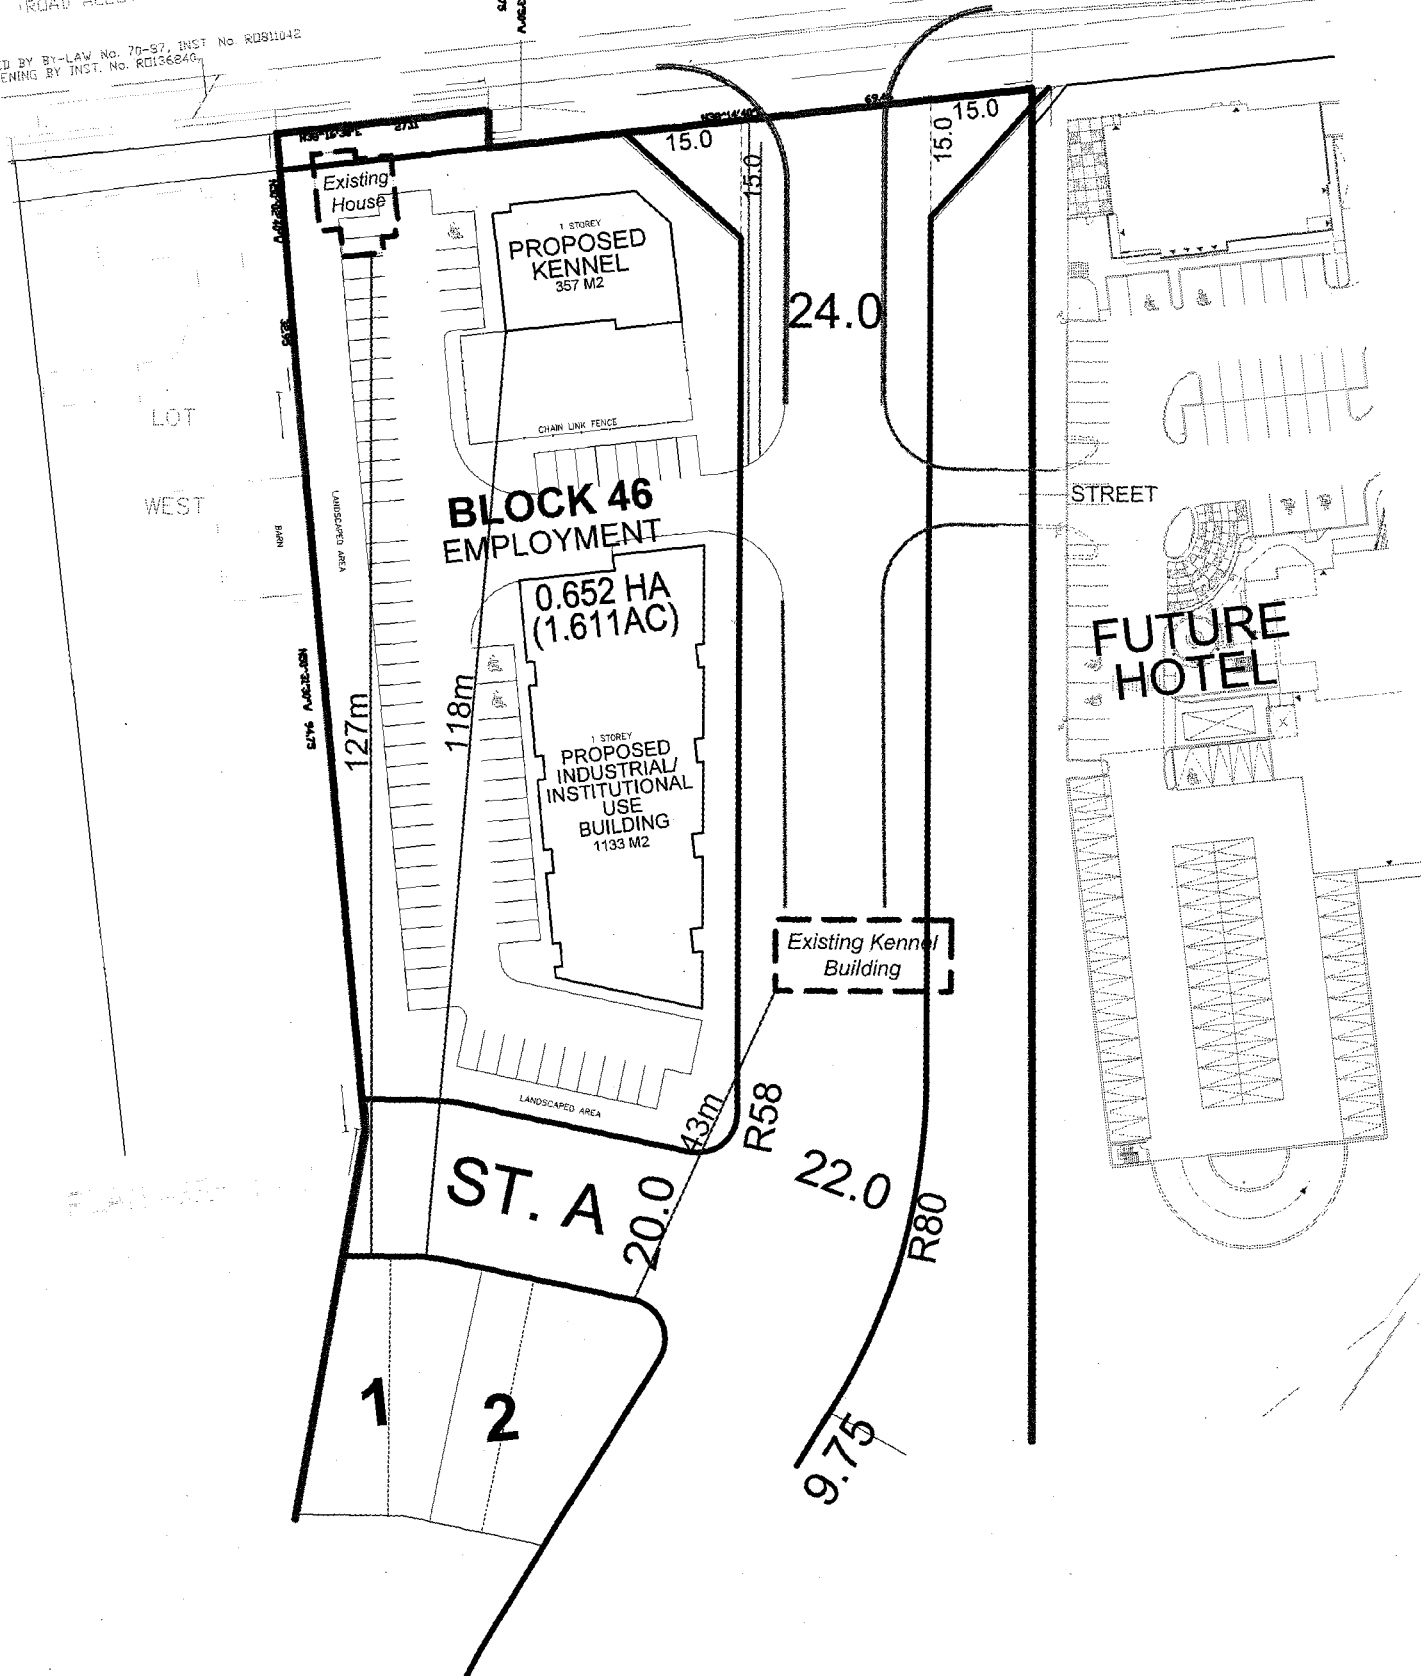 ED BY BY-LAW No. 70-97, INST No. RO811042
ENING BY INST. No. RO136840,
15.0
15.0
15.0
15.0
Existing
House
1 STOREY
PROPOSED
KENNEL
357 M2
24.0
LOT
CHAIN LINK FENCE
WEST
BARN
LANDSCAPED AREA
BLOCK 46
EMPLOYMENT
STREET
0.652 HA
(1.611AC)
FUTURE
HOTEL
127m
118m
1 STOREY
PROPOSED
INDUSTRIAL/
INSTITUTIONAL
USE
BUILDING
1133 M2
Existing Kennel
Building
LANDSCAPED AREA
43m
R58
ST. A
20.0
22.0
R80
1
2
9.75